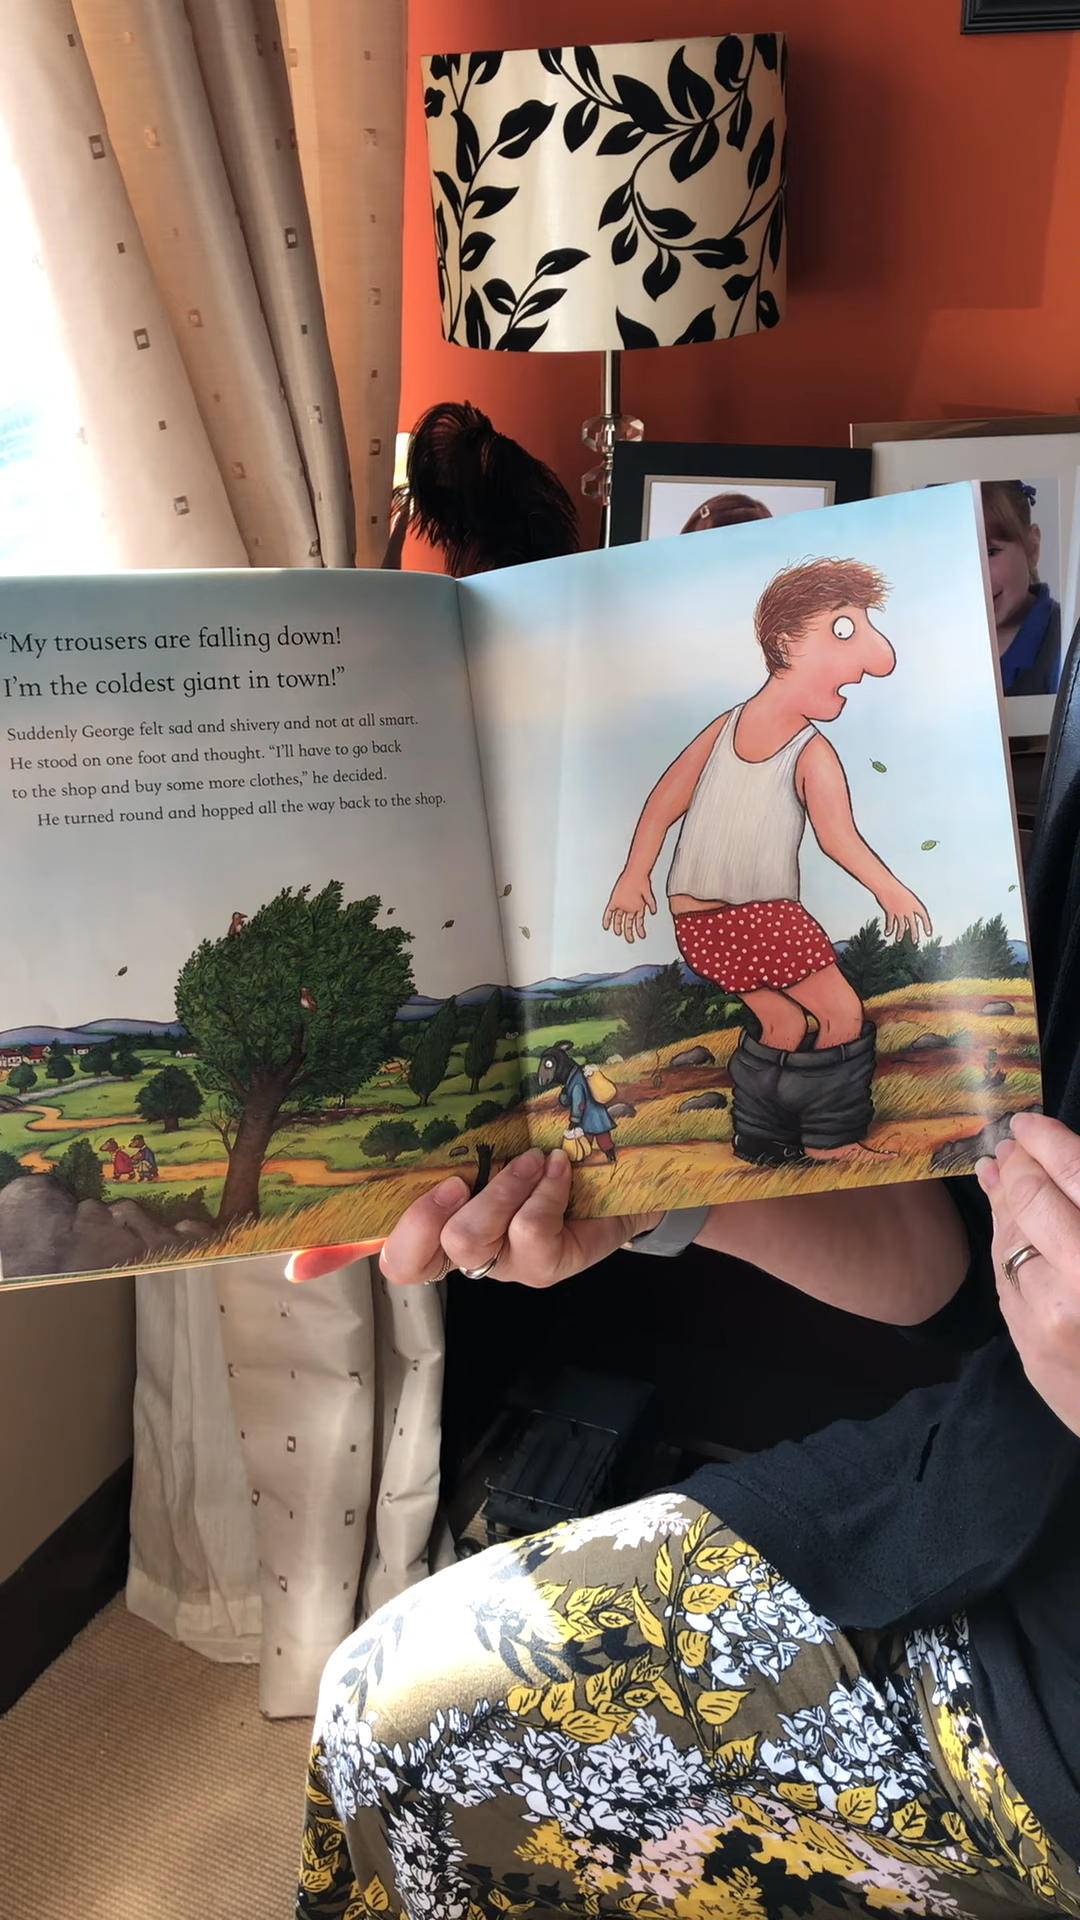 “My trousers are falling down!
I’m the coldest giant in town!”
Suddenly George felt sad and shivery and not at all smart.
He stood on one foot and thought. “I’ll have to go back
to the shop and buy some more clothes,” he decided.
He turned round and hopped all the way back to the shop.